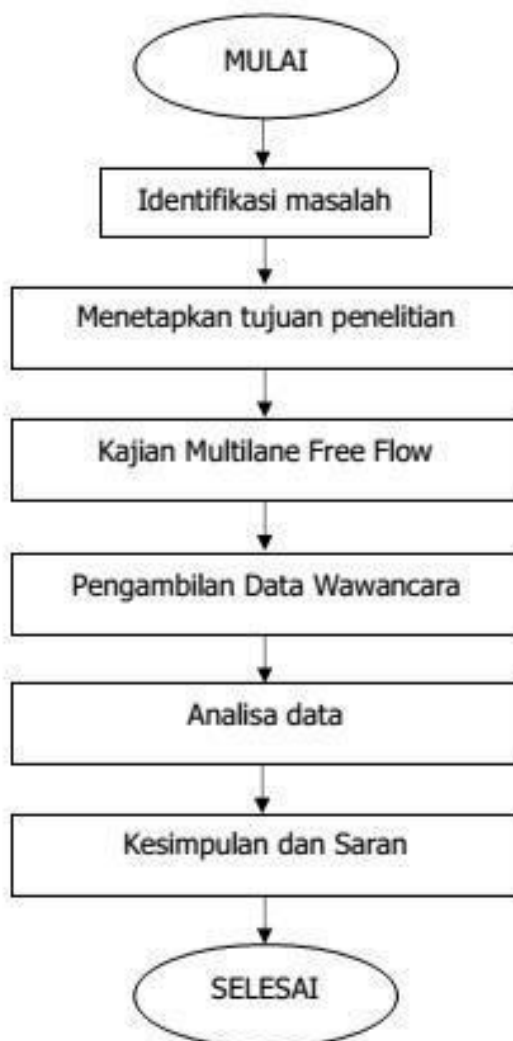 MULAI
Identifikasi masalah
Menetapkan tujuan penelitian
Kajian Multilane Free Flow
Pengambilan Data Wawancara
Analisa data
Kesimpulan dan Saran
SELESAI